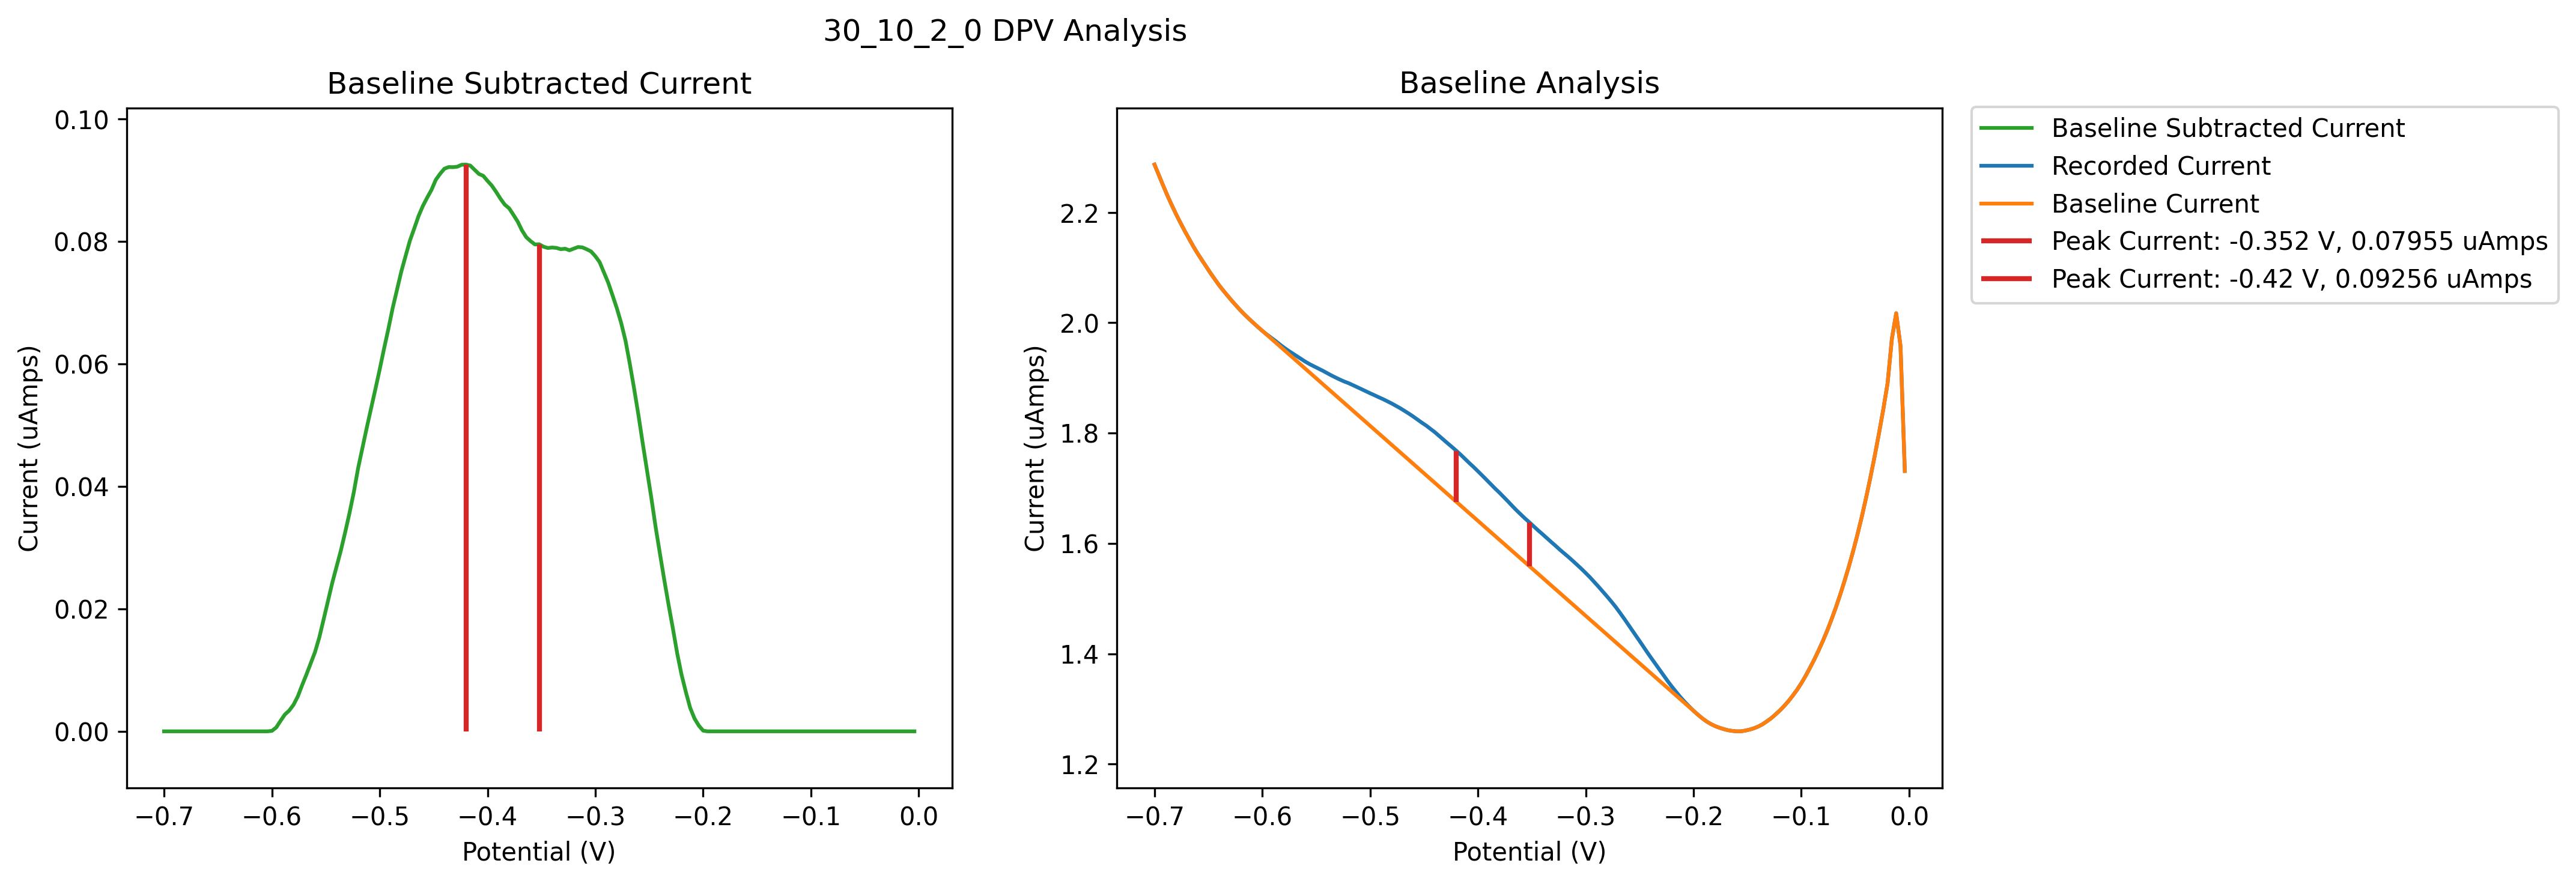 30_10_2_0 DPV Analysis
Baseline Subtracted Current
0.10
0.08
0.06
0.04
0.02
0.00
Current (uAmps)
−0.7 −0.6 −0.5 −0.4 −0.3 −0.2 −0.1 0.0
Potential (V)
Baseline Analysis
2.2
2.0
1.8
1.6
1.4
1.2
Current (uAmps)
−0.7 −0.6 −0.5 −0.4 −0.3 −0.2 −0.1 0.0
Potential (V)
Baseline Subtracted Current
Recorded Current
Baseline Current
Peak Current: -0.352 V, 0.07955 uAmps
Peak Current: -0.42 V, 0.09256 uAmps